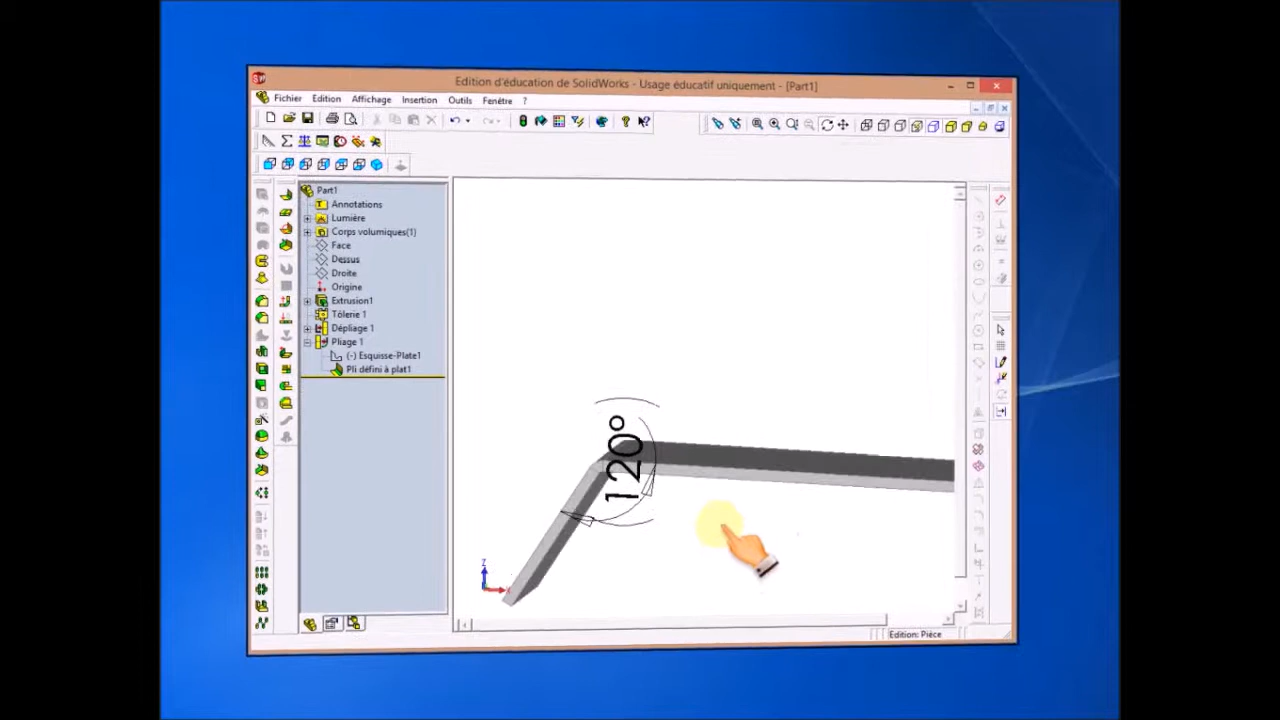 SW
Edition d'éducation de SolidWorks - Usage éducatif uniquement - [Part1]
Fichier Edition Affichage Insertion Outils Fenêtre ?
Part1
Annotations
Lumière
Corps volumiques(1)
Face
Dessus
Droite
Origine
Extrusion1
Tôlerie 1
Dépliage 1
Pliage 1
(-) Esquisse-Plate1
Pli défini à plat1
120°
Z
X
Edition: Pièce